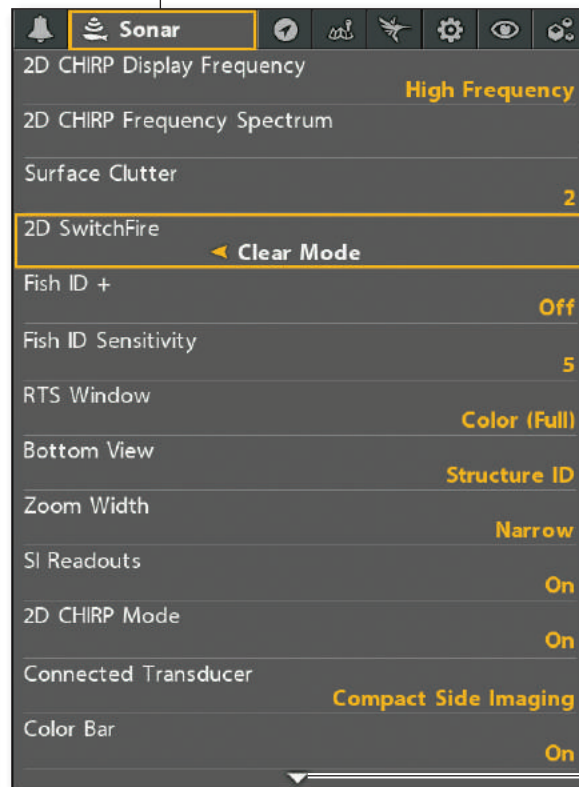 Sonar
2D CHIRP Display Frequency
High Frequency
2D CHIRP Frequency Spectrum
Surface Clutter
2
2D SwitchFire
Clear Mode
Fish ID +
Off
Fish ID Sensitivity
5
RTS Window
Color (Full)
Bottom View
Structure ID
Zoom Width
Narrow
SI Readouts
On
2D CHIRP Mode
On
Connected Transducer
Compact Side Imaging
Color Bar
On